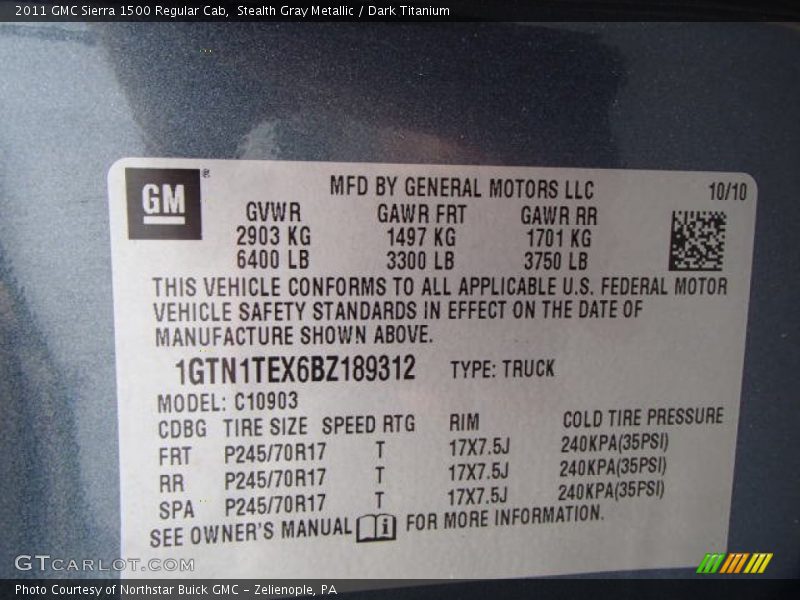 2011 GMC Sierra 1500 Regular Cab, Stealth Gray Metallic / Dark Titanium
GM®
MFD BY GENERAL MOTORS LLC 10/10
GVWR GAWR FRT GAWR RR
2903 KG 1497 KG 1701 KG
6400 LB 3300 LB 3750 LB
THIS VEHICLE CONFORMS TO ALL APPLICABLE U.S. FEDERAL MOTOR
VEHICLE SAFETY STANDARDS IN EFFECT ON THE DATE OF
MANUFACTURE SHOWN ABOVE.
1GTN1TEX6BZ189312 TYPE: TRUCK
MODEL: C10903
CDBG TIRE SIZE SPEED RTG RIM COLD TIRE PRESSURE
FRT P245/70R17 T 17X7.5J 240KPA(35PSI)
RR P245/70R17 T 17X7.5J 240KPA(35PSI)
SPA P245/70R17 T 17X7.5J 240KPA(35PSI)
SEE OWNER'S MANUAL i FOR MORE INFORMATION.
GTCARLOT.COM
Photo Courtesy of Northstar Buick GMC - Zelienople, PA